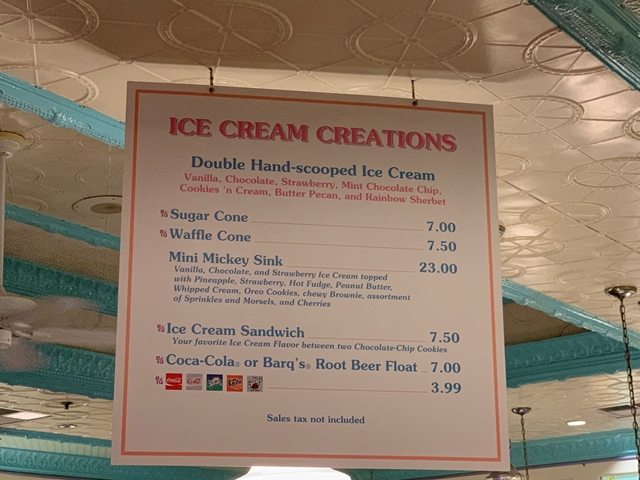 ICE CREAM CREATIONS
Double Hand-scooped Ice Cream
Vanilla, Chocolate, Strawberry, Mint Chocolate Chip,
Cookies 'n Cream, Butter Pecan, and Rainbow Sherbet
Sugar Cone 7.00
Waffle Cone 7.50
Mini Mickey Sink 23.00
Vanilla, Chocolate, and Strawberry Ice Cream topped
with Pineapple, Strawberry, Hot Fudge, Peanut Butter,
Whipped Cream, Oreo Cookies, chewy Brownie, assortment
of Sprinkles and Morsels, and Cherries
Ice Cream Sandwich 7.50
Your favorite Ice Cream Flavor between two Chocolate-Chip Cookies
Coca-Cola® or Barq's® Root Beer Float 7.00
3.99
Sales tax not included